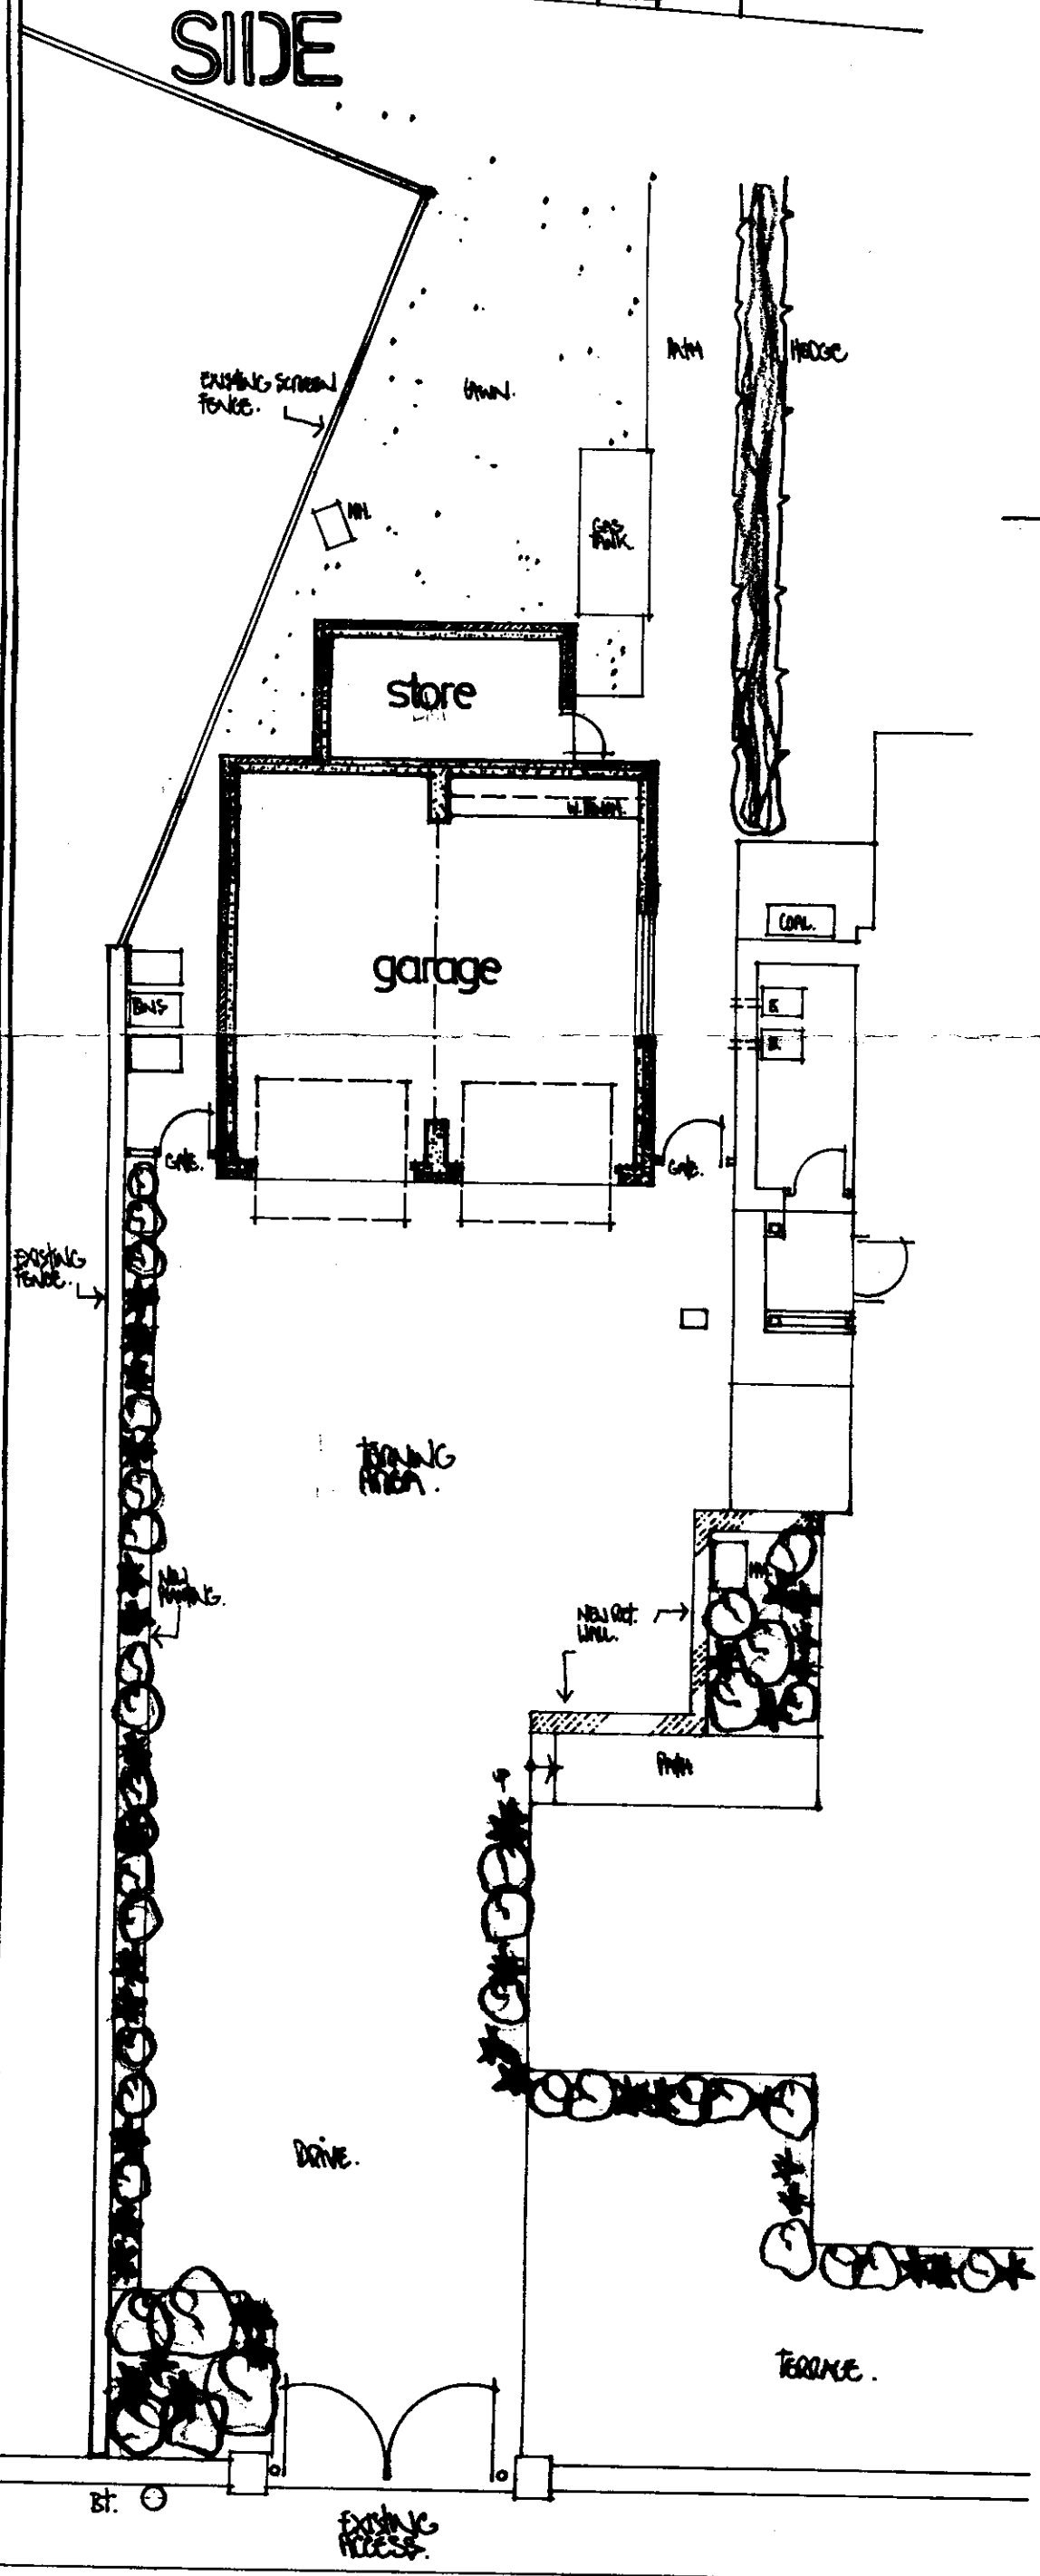 SIDE
PATH
HEDGE
EXISTING SCREEN
FENCE.
LAWN.
MH.
GAS
TANK
store
garage
COAL.
BINS
GATE.
GATE.
EXISTING
FENCE.
TURNING
AREA.
NEW
PLANTING.
NEW RET.
WALL.
MH.
UP
PATH
DRIVE.
TERRACE.
BT.
EXISTING
ACCESS.